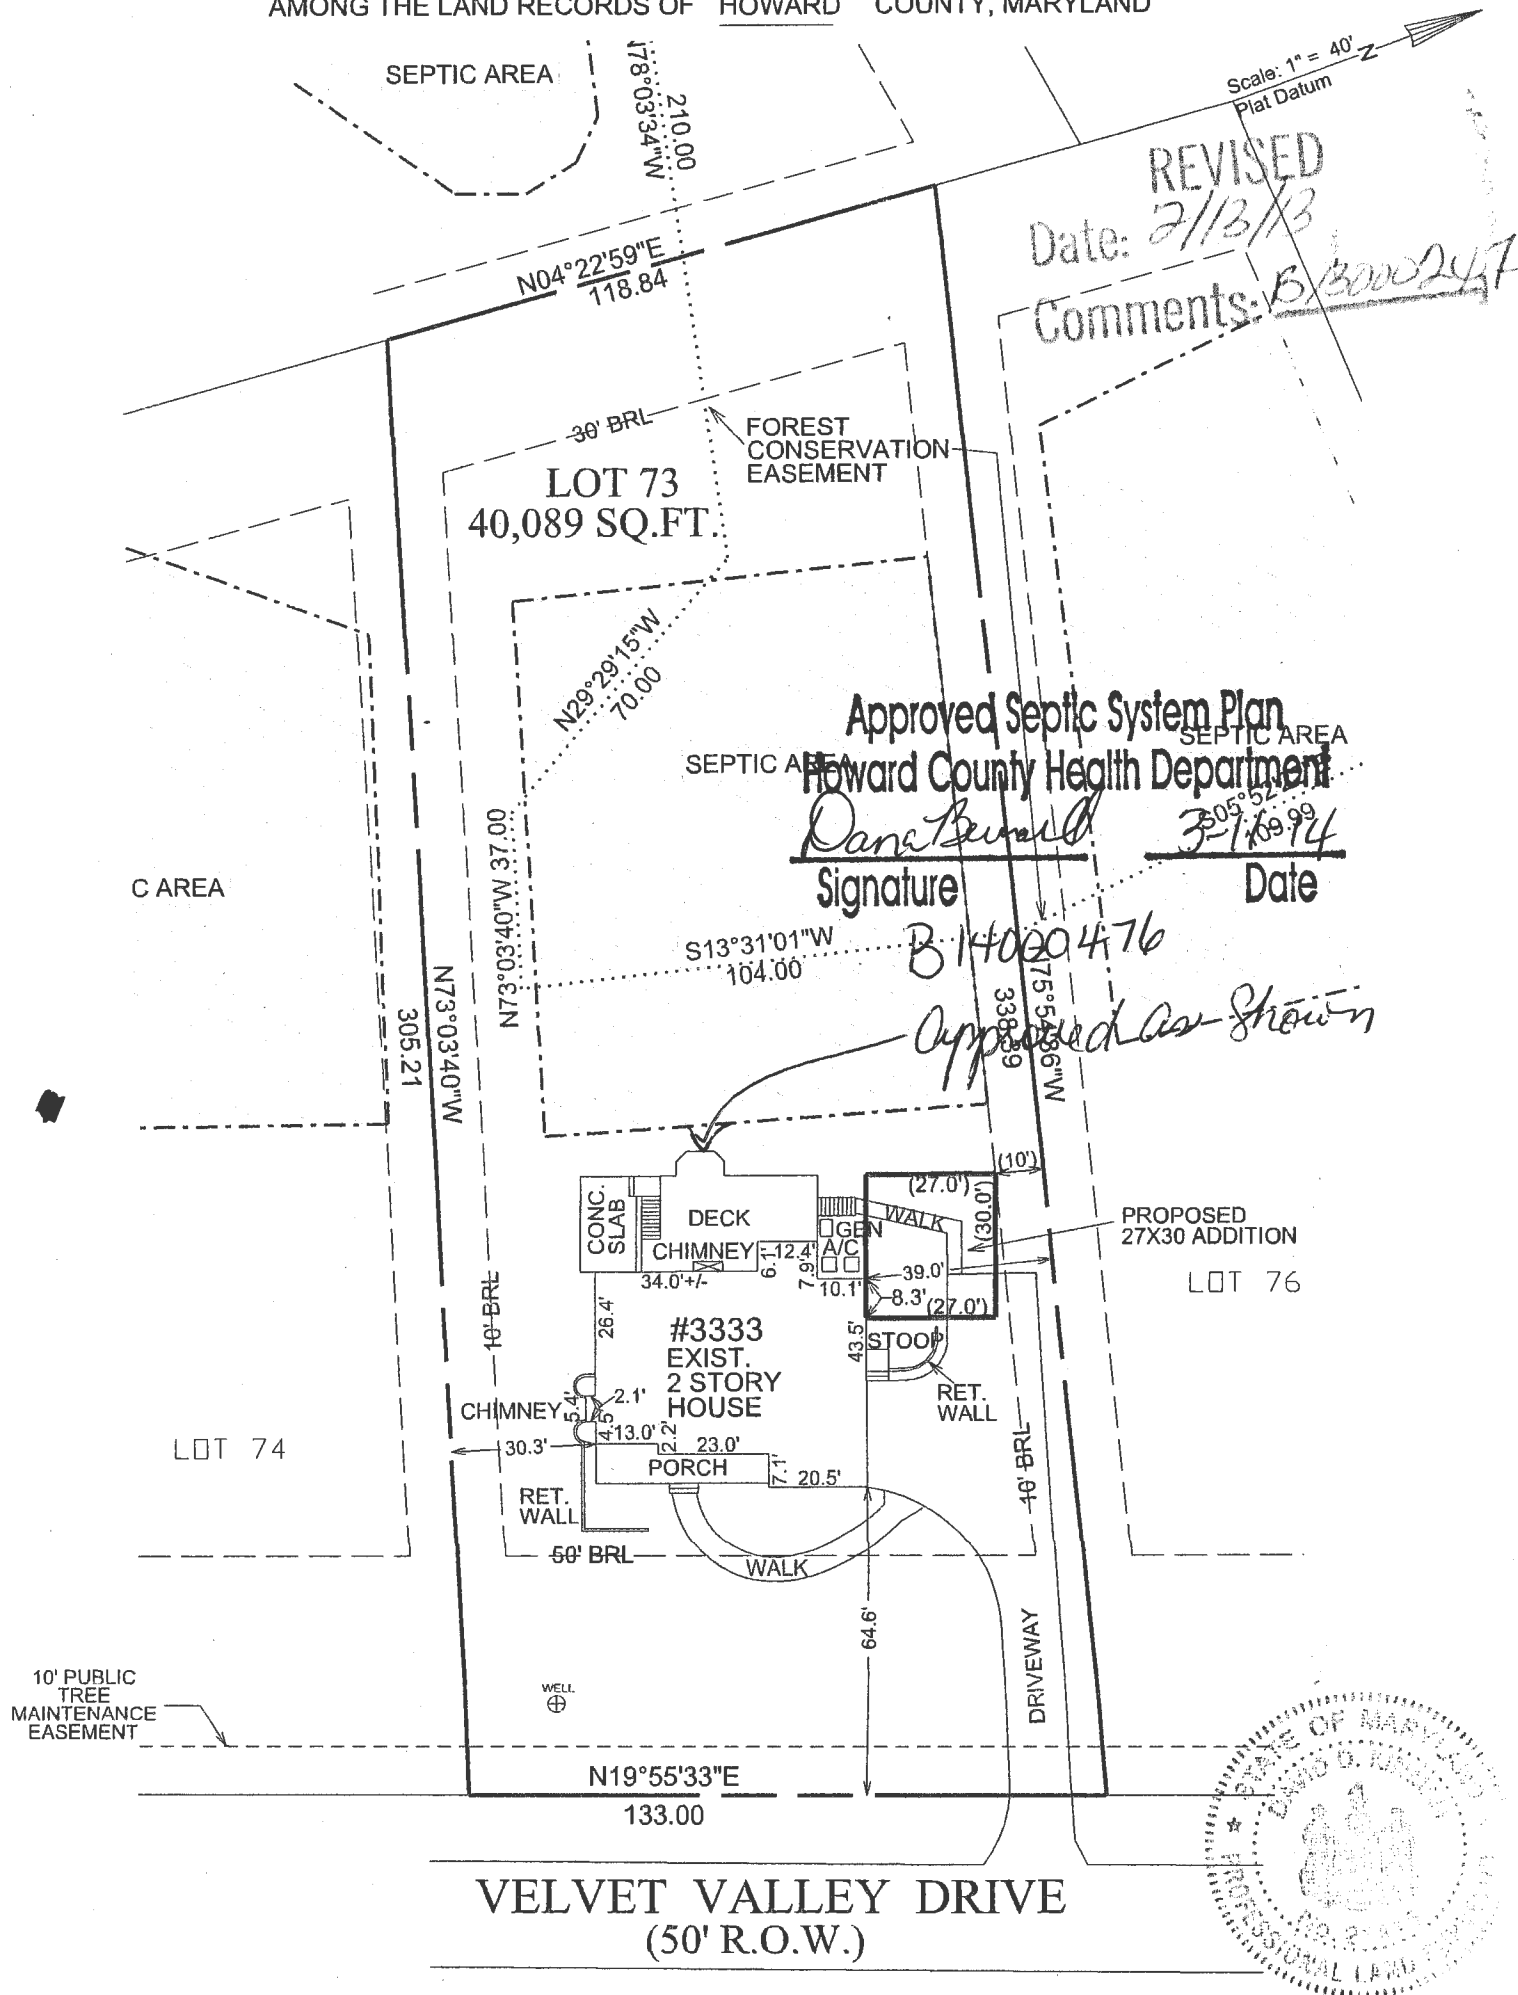 AMONG THE LAND RECORDS OF HOWARD COUNTY, MARYLAND
SEPTIC AREA
N78°03'34"W
210.00
Scale: 1" = 40'
N
Plat Datum
REVISED
Date: 2/13/13
Comments: B13000247
N04°22'59"E
118.84
30' BRL
FOREST
CONSERVATION
EASEMENT
LOT 73
40,089 SQ.FT.
N29°29'15"W
70.00
Approved Septic System Plan
SEPTIC AREA
SEPTIC AREA
Howard County Health Department
109.99
Signature
Date
N73°03'40"W 37.00
C AREA
S13°31'01"W
104.00
B14000476
Approved As Shown
N73°03'40"W
305.21
75°54'36"W
338.39
(10')
CONC.
SLAB
DECK
CHIMNEY
34.0'+/-
6.1'
12.4'
7.9'
GEN
A/C
10.1'
WALK
(27.0')
(30.0')
39.0'
8.3'
(27.0')
PROPOSED
27X30 ADDITION
LOT 76
10' BRL
26.4'
#3333
EXIST.
2 STORY
HOUSE
43.5'
STOOP
RET.
WALL
CHIMNEY
5.4'
2.1'
4.5'
13.0'
2.2'
23.0'
PORCH
7.1'
20.5'
30.3'
LOT 74
RET.
WALL
10' BRL
50' BRL
WALK
64.6'
DRIVEWAY
WELL
10' PUBLIC
TREE
MAINTENANCE
EASEMENT
N19°55'33"E
133.00
VELVET VALLEY DRIVE
(50' R.O.W.)
STATE OF MARYLAND
DAVID D.
PROFESSIONAL LAND